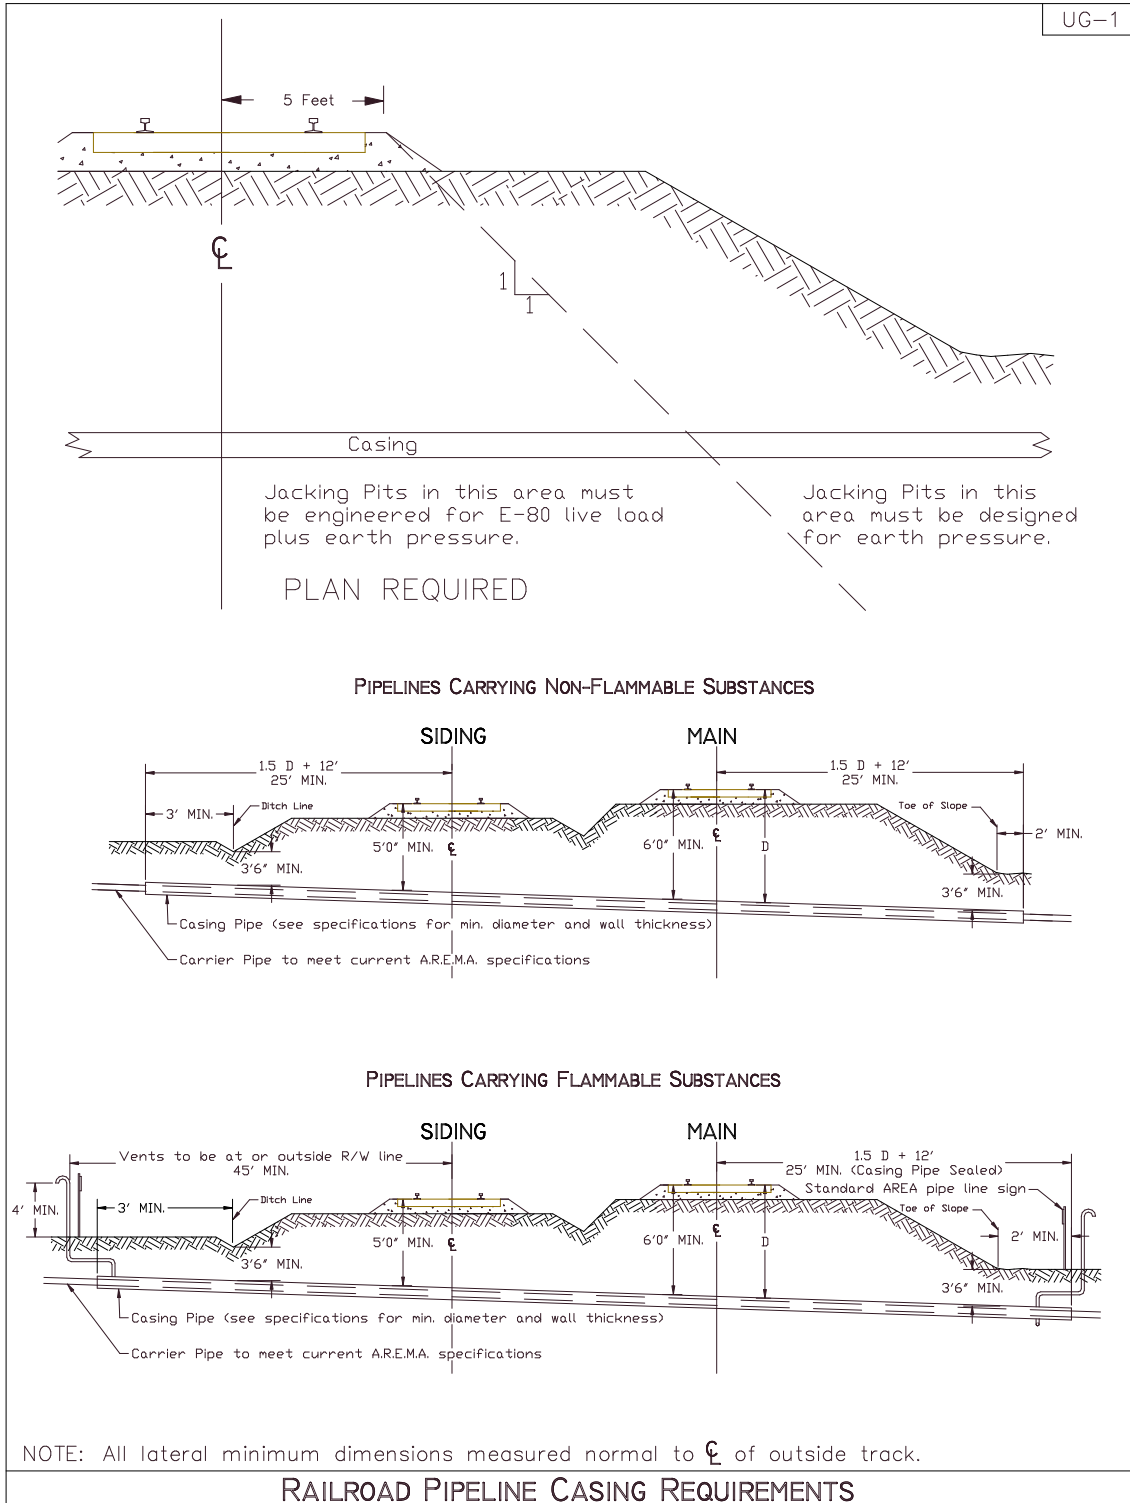 UG-1
5 Feet
℄
1
1
Casing
Jacking Pits in this area must
be engineered for E-80 live load
plus earth pressure.
Jacking Pits in this
area must be designed
for earth pressure.
PLAN REQUIRED
PIPELINES CARRYING NON-FLAMMABLE SUBSTANCES
SIDING
MAIN
1.5 D + 12'
25' MIN.
1.5 D + 12'
25' MIN.
3' MIN.
Ditch Line
Toe of Slope
2' MIN.
5'0" MIN.
℄
6'0" MIN.
℄
D
3'6" MIN.
3'6" MIN.
Casing Pipe (see specifications for min. diameter and wall thickness)
Carrier Pipe to meet current A.R.E.M.A. specifications
PIPELINES CARRYING FLAMMABLE SUBSTANCES
SIDING
MAIN
Vents to be at or outside R/W line
45' MIN.
1.5 D + 12'
25' MIN. (Casing Pipe Sealed)
Standard AREA pipe line sign
4' MIN.
3' MIN.
Ditch Line
Toe of Slope
2' MIN.
5'0" MIN.
℄
6'0" MIN.
℄
D
3'6" MIN.
3'6" MIN.
Casing Pipe (see specifications for min. diameter and wall thickness)
Carrier Pipe to meet current A.R.E.M.A. specifications
NOTE: All lateral minimum dimensions measured normal to ℄ of outside track.
RAILROAD PIPELINE CASING REQUIREMENTS